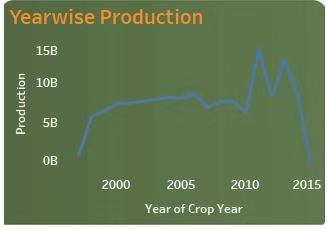 Yearwise Production
15B
10B
5B
0B
Production
2000 2005 2010 2015
Year of Crop Year